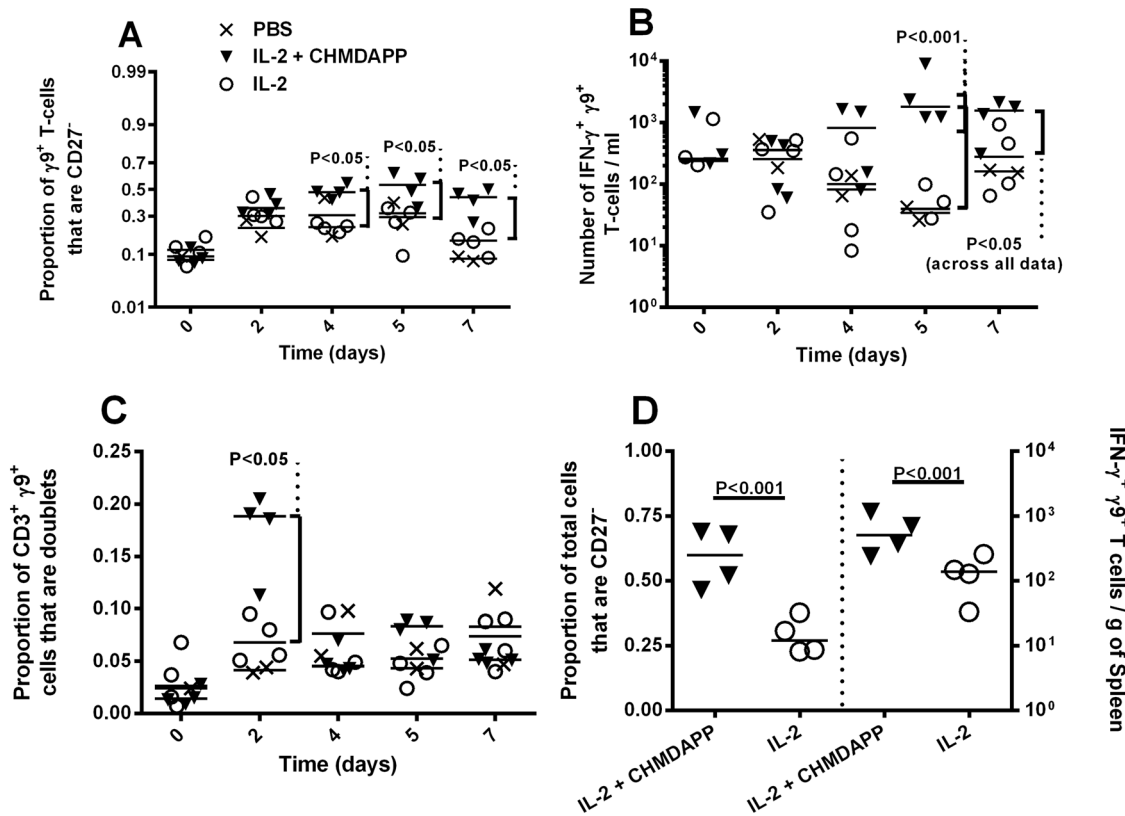 A
PBS
IL-2 + CHMDAPP
IL-2
Proportion of γ9⁺ T-cells
that are CD27⁻
0.99
0.9
0.7
0.5
0.3
0.1
0.01
P<0.05
P<0.05
P<0.05
0
2
4
5
7
Time (days)
B
Number of IFN-γ⁺ γ9⁺
T-cells / ml
10⁴
10³
10²
10¹
10⁰
P<0.001
P<0.05
(across all data)
0
2
4
5
7
Time (days)
C
Proportion of CD3⁺ γ9⁺
cells that are doublets
0.25
0.20
0.15
0.10
0.05
0.00
P<0.05
0
2
4
5
7
Time (days)
D
Proportion of total cells
that are CD27⁻
1.00
0.75
0.50
0.25
0.00
P<0.001
P<0.001
10⁴
10³
10²
10¹
10⁰
IFN-γ⁺ γ9⁺ T cells / g of Spleen
IL-2 + CHMDAPP
IL-2
IL-2 + CHMDAPP
IL-2